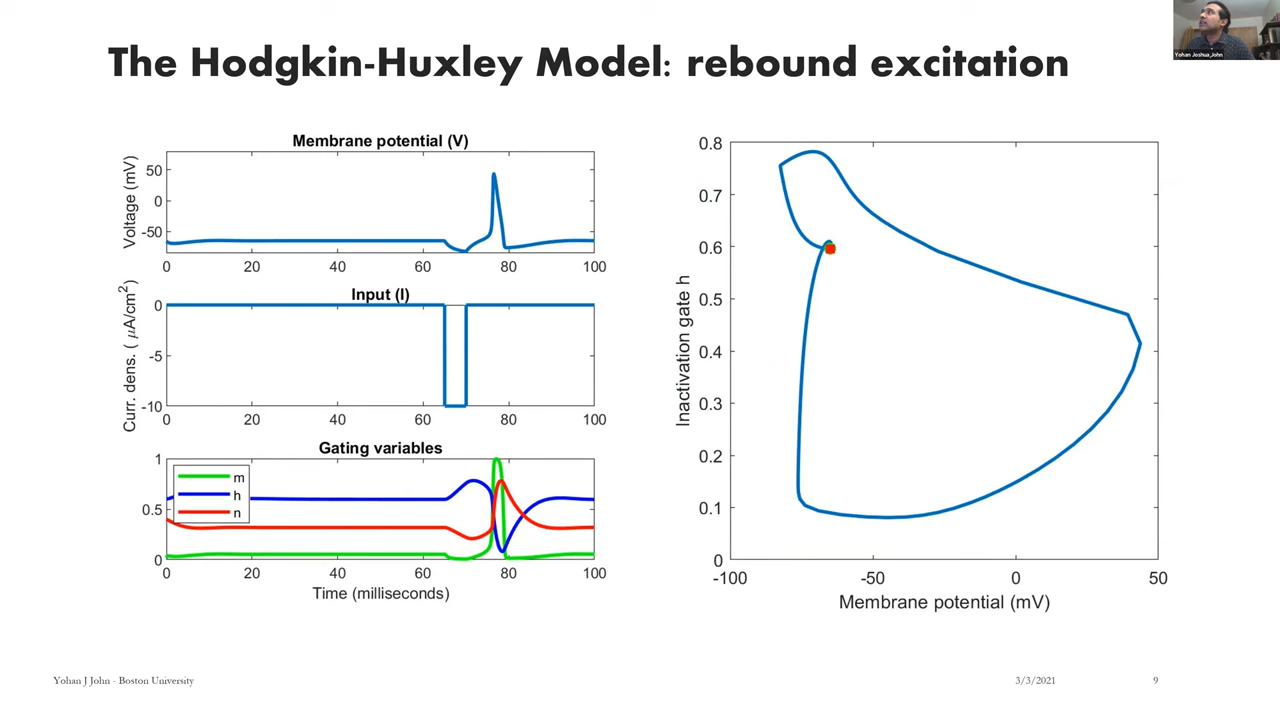 The Hodgkin-Huxley Model: rebound excitation
Yohan Joshua John
Membrane potential (V)
Voltage (mV)
50
0
-50
0 20 40 60 80 100
Input (I)
Curr. dens. ( μA/cm²)
0
-5
-10
0 20 40 60 80 100
Gating variables
1
0.5
0
m
h
n
0 20 40 60 80 100
Time (milliseconds)
Inactivation gate h
0.8
0.7
0.6
0.5
0.4
0.3
0.2
0.1
0
-100 -50 0 50
Membrane potential (mV)
Yohan J John - Boston University
3/3/2021
9